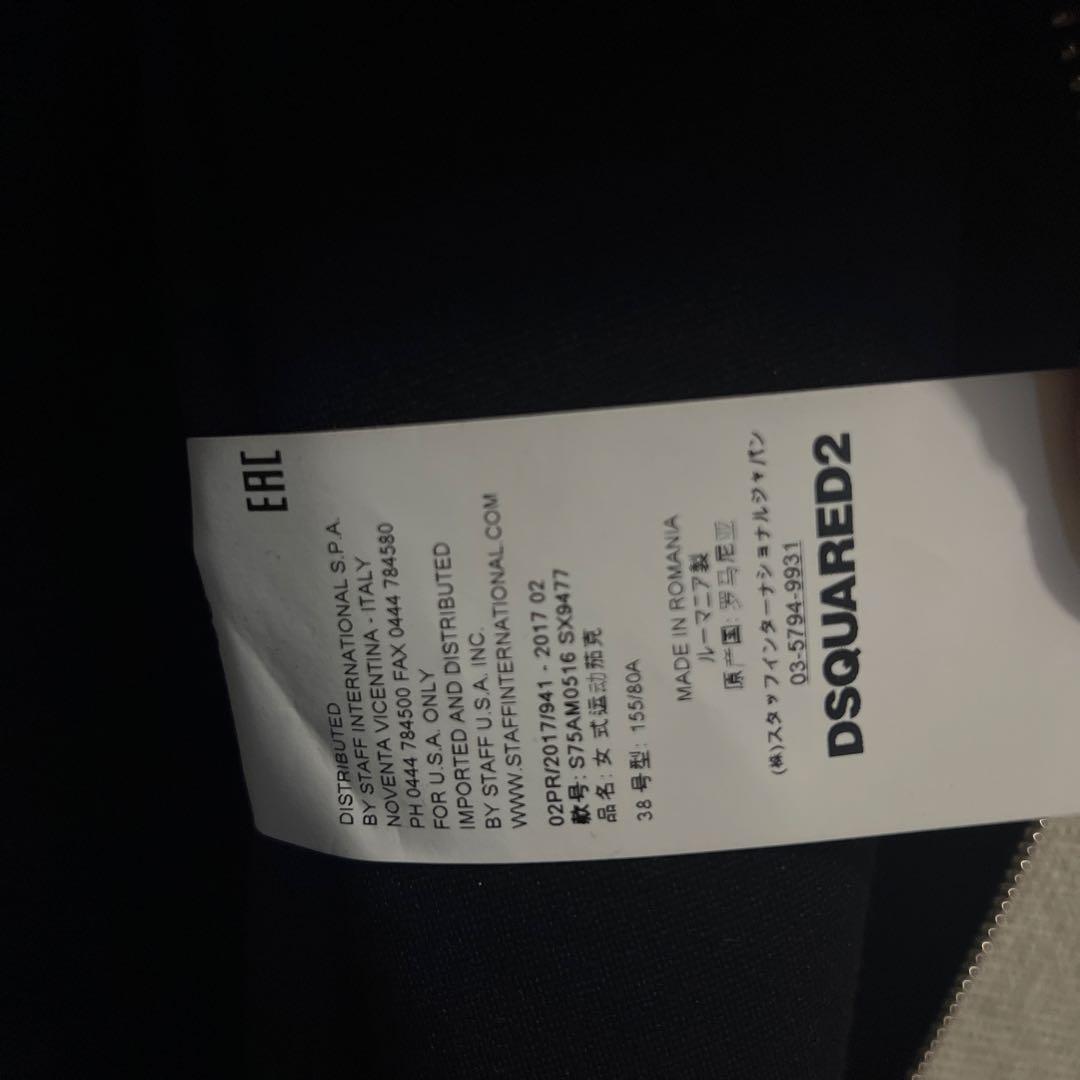 EAC
DISTRIBUTED
BY STAFF INTERNATIONAL S.P.A.
NOVENTA VICENTINA - ITALY
PH 0444 784500 FAX 0444 784580
FOR U.S.A. ONLY
IMPORTED AND DISTRIBUTED
BY STAFF U.S.A. INC.
WWW.STAFFINTERNATIONAL.COM
02PR/2017/941 - 2017 02
款号: S75AM0516 SX9477
品名: 女 式运动茄克
38 号型: 155/80A
MADE IN ROMANIA
ルーマニア製
原产国: 罗马尼亚
(株)スタッフインターナショナルジャパン
03-5794-9931
DSQUARED2